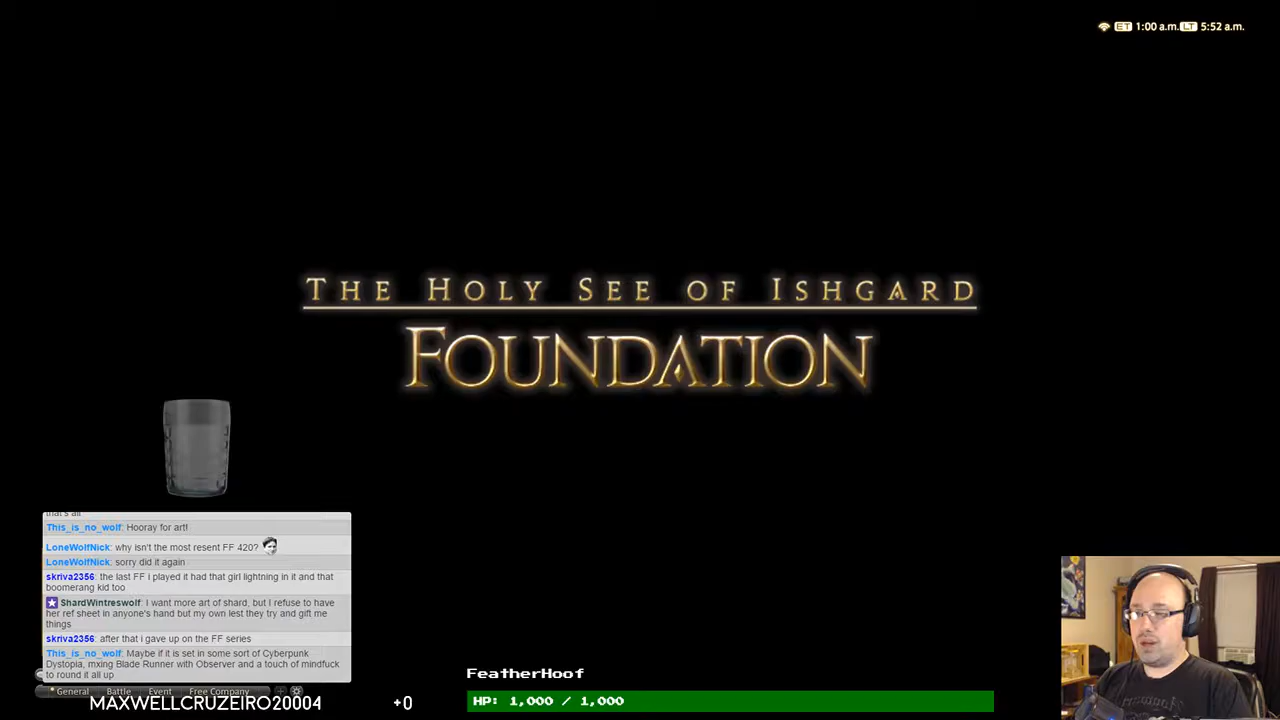 ET 1:00 a.m. LT 5:52 a.m.
THE HOLY SEE OF ISHGARD
FOUNDATION
that's all
This_is_no_wolf: Hooray for art!
LoneWolfNick: why isn't the most resent FF 420?
LoneWolfNick: sorry did it again
skriva2356: the last FF i played it had that girl lightning in it and that
boomerang kid too
ShardWintreswolf: I want more art of shard, but I refuse to have
her ref sheet in anyone's hand but my own lest they try and gift me
things
skriva2356: after that i gave up on the FF series
This_is_no_wolf: Maybe if it is set in some sort of Cyberpunk
Dystopia, mxing Blade Runner with Observer and a touch of mindfuck
to round it all up
General Battle Event Free Company
MAXWELLCRUZEIRO20004 +0
FeatherHoof
HP: 1,000 / 1,000